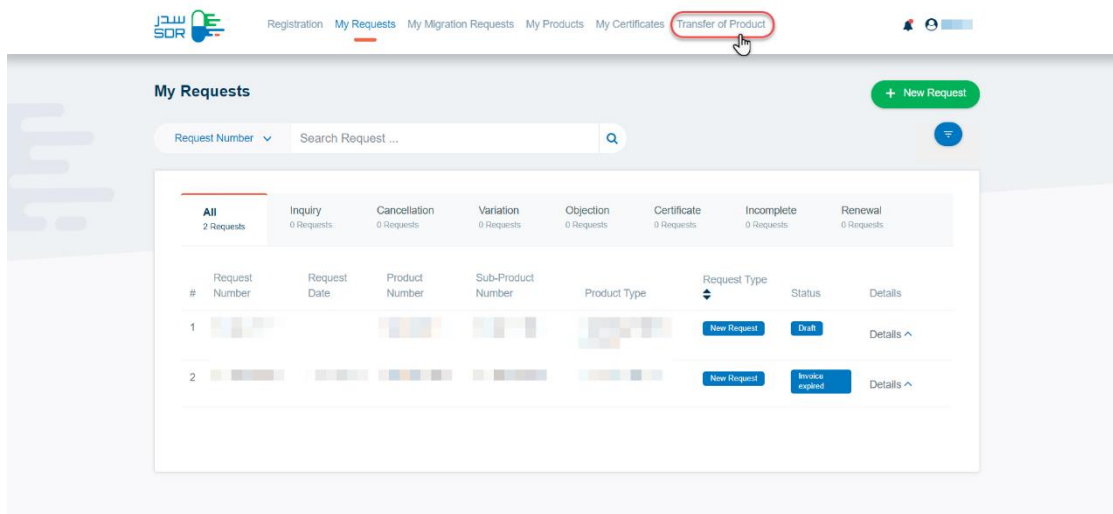 سدر
SDR
Registration My Requests My Migration Requests My Products My Certificates Transfer of Product
My Requests
+ New Request
Request Number
Search Request ...
All Inquiry Cancellation Variation Objection Certificate Incomplete Renewal
2 Requests 0 Requests 0 Requests 0 Requests 0 Requests 0 Requests 0 Requests 0 Requests
# Request Number Request Date Product Number Sub-Product Number Product Type Request Type Status Details
1 New Request Draft Details
2 New Request Invoice expired Details